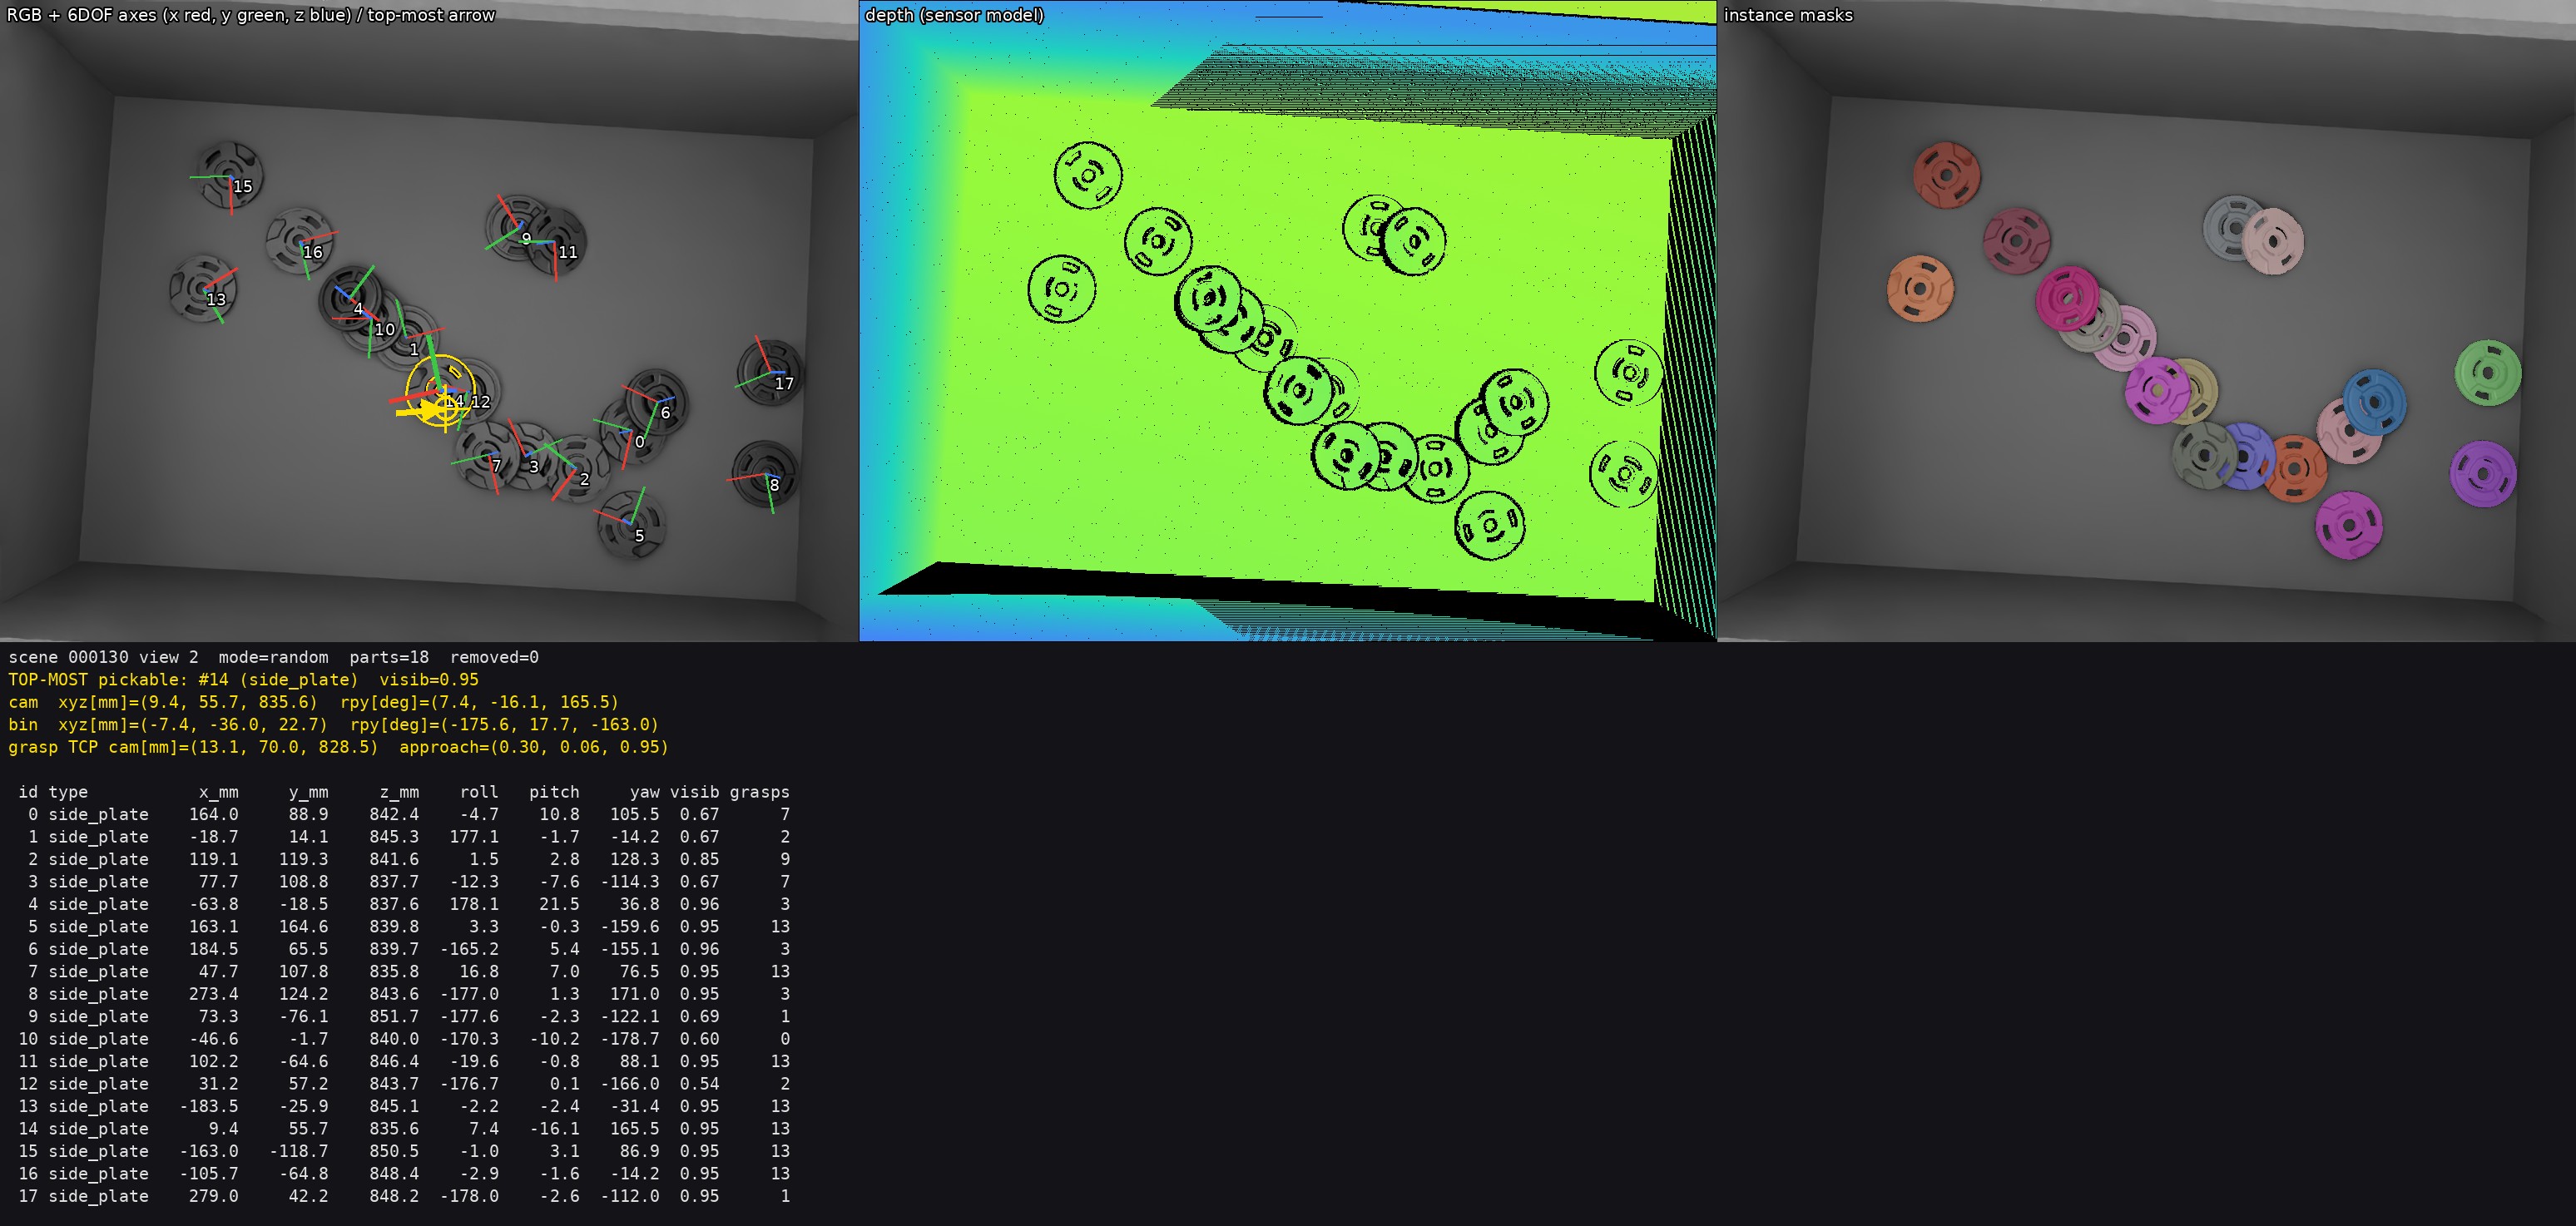 RGB + 6DOF axes (x red, y green, z blue) / top-most arrow
depth (sensor model)
instance masks
15
16
13
9
11
4
10
1
14
12
17
6
0
7
3
2
8
5
scene 000130 view 2  mode=random  parts=18  removed=0
TOP-MOST pickable: #14 (side_plate)  visib=0.95
cam  xyz[mm]=(9.4, 55.7, 835.6)  rpy[deg]=(7.4, -16.1, 165.5)
bin  xyz[mm]=(-7.4, -36.0, 22.7)  rpy[deg]=(-175.6, 17.7, -163.0)
grasp TCP cam[mm]=(13.1, 70.0, 828.5)  approach=(0.30, 0.06, 0.95)
id type x_mm y_mm z_mm roll pitch yaw visib grasps
0 side_plate 164.0 88.9 842.4 -4.7 10.8 105.5 0.67 7
1 side_plate -18.7 14.1 845.3 177.1 -1.7 -14.2 0.67 2
2 side_plate 119.1 119.3 841.6 1.5 2.8 128.3 0.85 9
3 side_plate 77.7 108.8 837.7 -12.3 -7.6 -114.3 0.67 7
4 side_plate -63.8 -18.5 837.6 178.1 21.5 36.8 0.96 3
5 side_plate 163.1 164.6 839.8 3.3 -0.3 -159.6 0.95 13
6 side_plate 184.5 65.5 839.7 -165.2 5.4 -155.1 0.96 3
7 side_plate 47.7 107.8 835.8 16.8 7.0 76.5 0.95 13
8 side_plate 273.4 124.2 843.6 -177.0 1.3 171.0 0.95 3
9 side_plate 73.3 -76.1 851.7 -177.6 -2.3 -122.1 0.69 1
10 side_plate -46.6 -1.7 840.0 -170.3 -10.2 -178.7 0.60 0
11 side_plate 102.2 -64.6 846.4 -19.6 -0.8 88.1 0.95 13
12 side_plate 31.2 57.2 843.7 -176.7 0.1 -166.0 0.54 2
13 side_plate -183.5 -25.9 845.1 -2.2 -2.4 -31.4 0.95 13
14 side_plate 9.4 55.7 835.6 7.4 -16.1 165.5 0.95 13
15 side_plate -163.0 -118.7 850.5 -1.0 3.1 86.9 0.95 13
16 side_plate -105.7 -64.8 848.4 -2.9 -1.6 -14.2 0.95 13
17 side_plate 279.0 42.2 848.2 -178.0 -2.6 -112.0 0.95 1